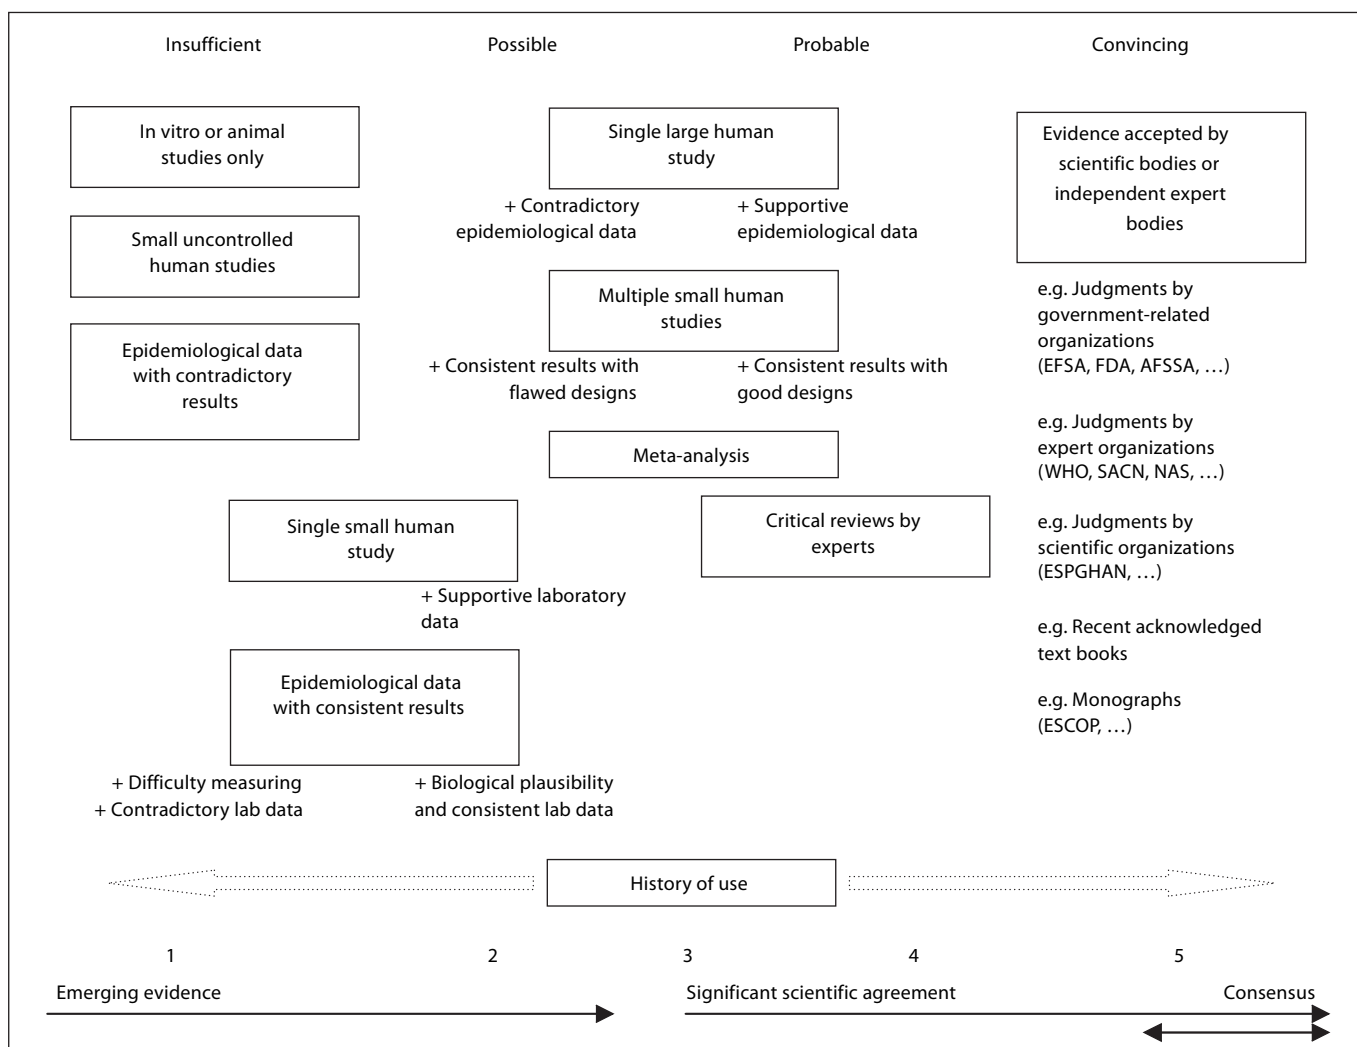 Insufficient
Possible
Probable
Convincing
In vitro or animal
studies only
Small uncontrolled
human studies
Epidemiological data
with contradictory
results
Single large human
study
+ Contradictory
epidemiological data
+ Supportive
epidemiological data
Multiple small human
studies
+ Consistent results with
flawed designs
+ Consistent results with
good designs
Meta-analysis
Single small human
study
+ Supportive laboratory
data
Critical reviews by
experts
Epidemiological data
with consistent results
+ Difficulty measuring
+ Contradictory lab data
+ Biological plausibility
and consistent lab data
Evidence accepted by
scientific bodies or
independent expert
bodies
e.g. Judgments by
government-related
organizations
(EFSA, FDA, AFSSA, …)
e.g. Judgments by
expert organizations
(WHO, SACN, NAS, …)
e.g. Judgments by
scientific organizations
(ESPGHAN, …)
e.g. Recent acknowledged
text books
e.g. Monographs
(ESCOP, …)
History of use
1
2
3
4
5
Emerging evidence
Significant scientific agreement
Consensus